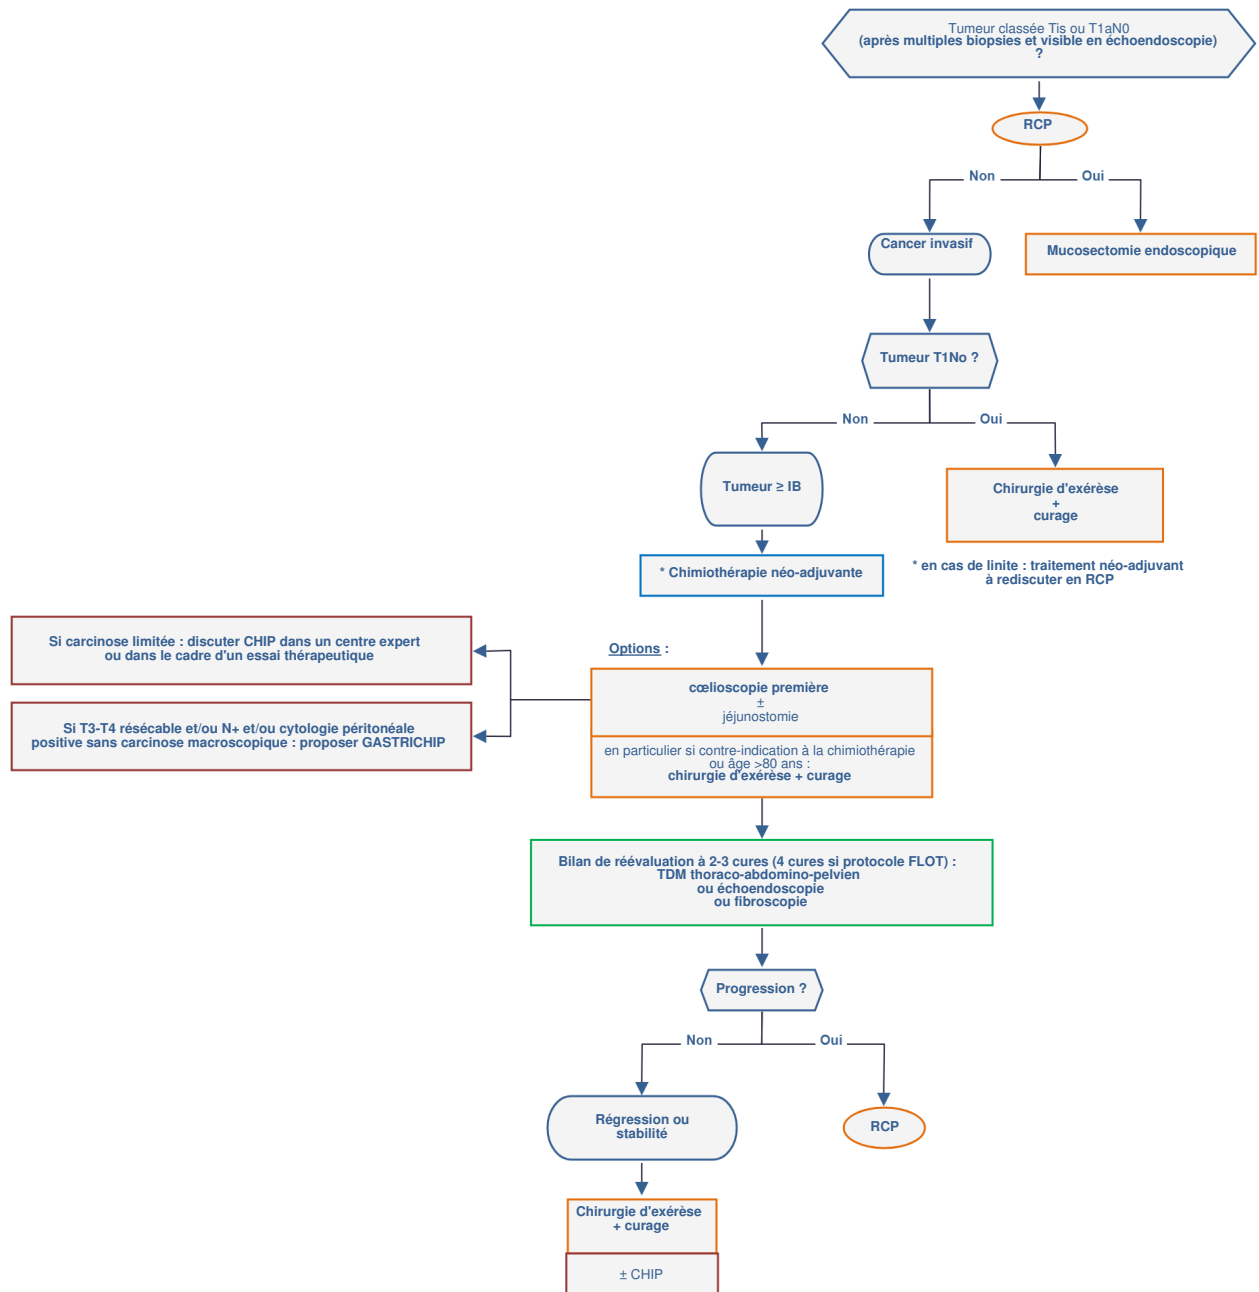 Tumeur classée Tis ou T1aN0
(après multiples biopsies et visible en échoendoscopie)
?
RCP
Non
Oui
Cancer invasif
Mucosectomie endoscopique
Tumeur T1No ?
Non
Oui
Tumeur ≥ IB
Chirurgie d'exérèse
+
curage
* Chimiothérapie néo-adjuvante
* en cas de linite : traitement néo-adjuvant
à rediscuter en RCP
Si carcinose limitée : discuter CHIP dans un centre expert
ou dans le cadre d'un essai thérapeutique
Options :
cœlioscopie première
±
jéjunostomie
Si T3-T4 résécable et/ou N+ et/ou cytologie péritonéale
positive sans carcinose macroscopique : proposer GASTRICHIP
en particulier si contre-indication à la chimiothérapie
ou âge >80 ans :
chirurgie d'exérèse + curage
Bilan de réévaluation à 2-3 cures (4 cures si protocole FLOT) :
TDM thoraco-abdomino-pelvien
ou échoendoscopie
ou fibroscopie
Progression ?
Non
Oui
Régression ou
stabilité
RCP
Chirurgie d'exérèse
+ curage
± CHIP